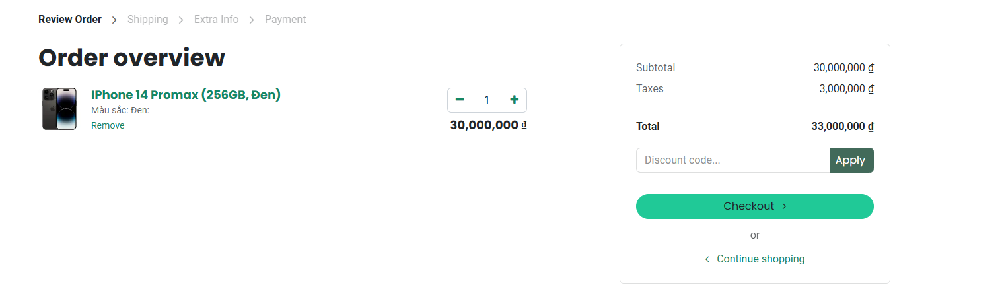 Review Order > Shipping > Extra Info > Payment
Order overview
IPhone 14 Promax (256GB, Đen)
Màu sắc: Đen:
Remove
− 1 +
30,000,000 ₫
Subtotal 30,000,000 ₫
Taxes 3,000,000 ₫
Total 33,000,000 ₫
Discount code... Apply
Checkout >
or
< Continue shopping